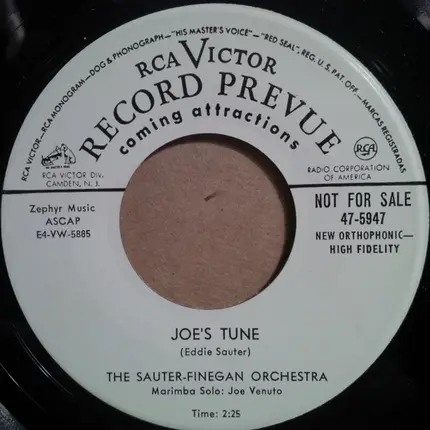 RCA VICTOR—RCA MONOGRAM—DOG & PHONOGRAPH—"HIS MASTER'S VOICE"—"RED SEAL", REG. U. S. PAT. OFF.—MARCAS REGISTRADAS
RCA VICTOR
RECORD PREVUE
coming attractions
RCA VICTOR Div.
CAMDEN, N. J.
RCA
RADIO CORPORATION
OF AMERICA
Zephyr Music
ASCAP
E4-VW-5885
NOT FOR SALE
47-5947
NEW ORTHOPHONIC—
HIGH FIDELITY
JOE'S TUNE
(Eddie Sauter)
THE SAUTER-FINEGAN ORCHESTRA
Marimba Solo: Joe Venuto
Time: 2:25